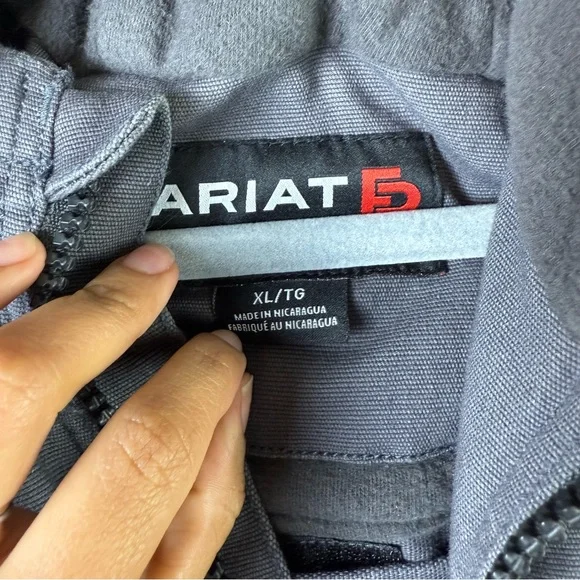 ARIAT
XL/TG
MADE IN NICARAGUA
FABRIQUÉ AU NICARAGUA